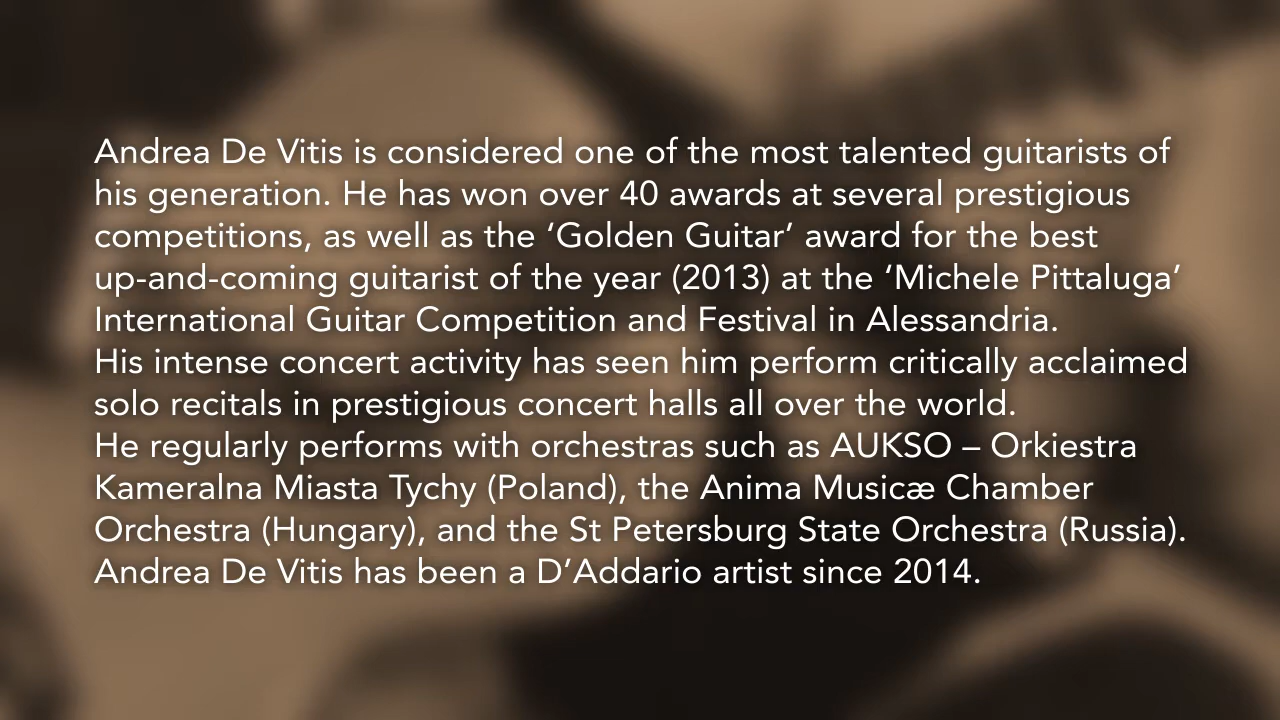 Andrea De Vitis is considered one of the most talented guitarists of
his generation. He has won over 40 awards at several prestigious
competitions, as well as the ‘Golden Guitar’ award for the best
up-and-coming guitarist of the year (2013) at the ‘Michele Pittaluga’
International Guitar Competition and Festival in Alessandria.
His intense concert activity has seen him perform critically acclaimed
solo recitals in prestigious concert halls all over the world.
He regularly performs with orchestras such as AUKSO – Orkiestra
Kameralna Miasta Tychy (Poland), the Anima Musicæ Chamber
Orchestra (Hungary), and the St Petersburg State Orchestra (Russia).
Andrea De Vitis has been a D’Addario artist since 2014.